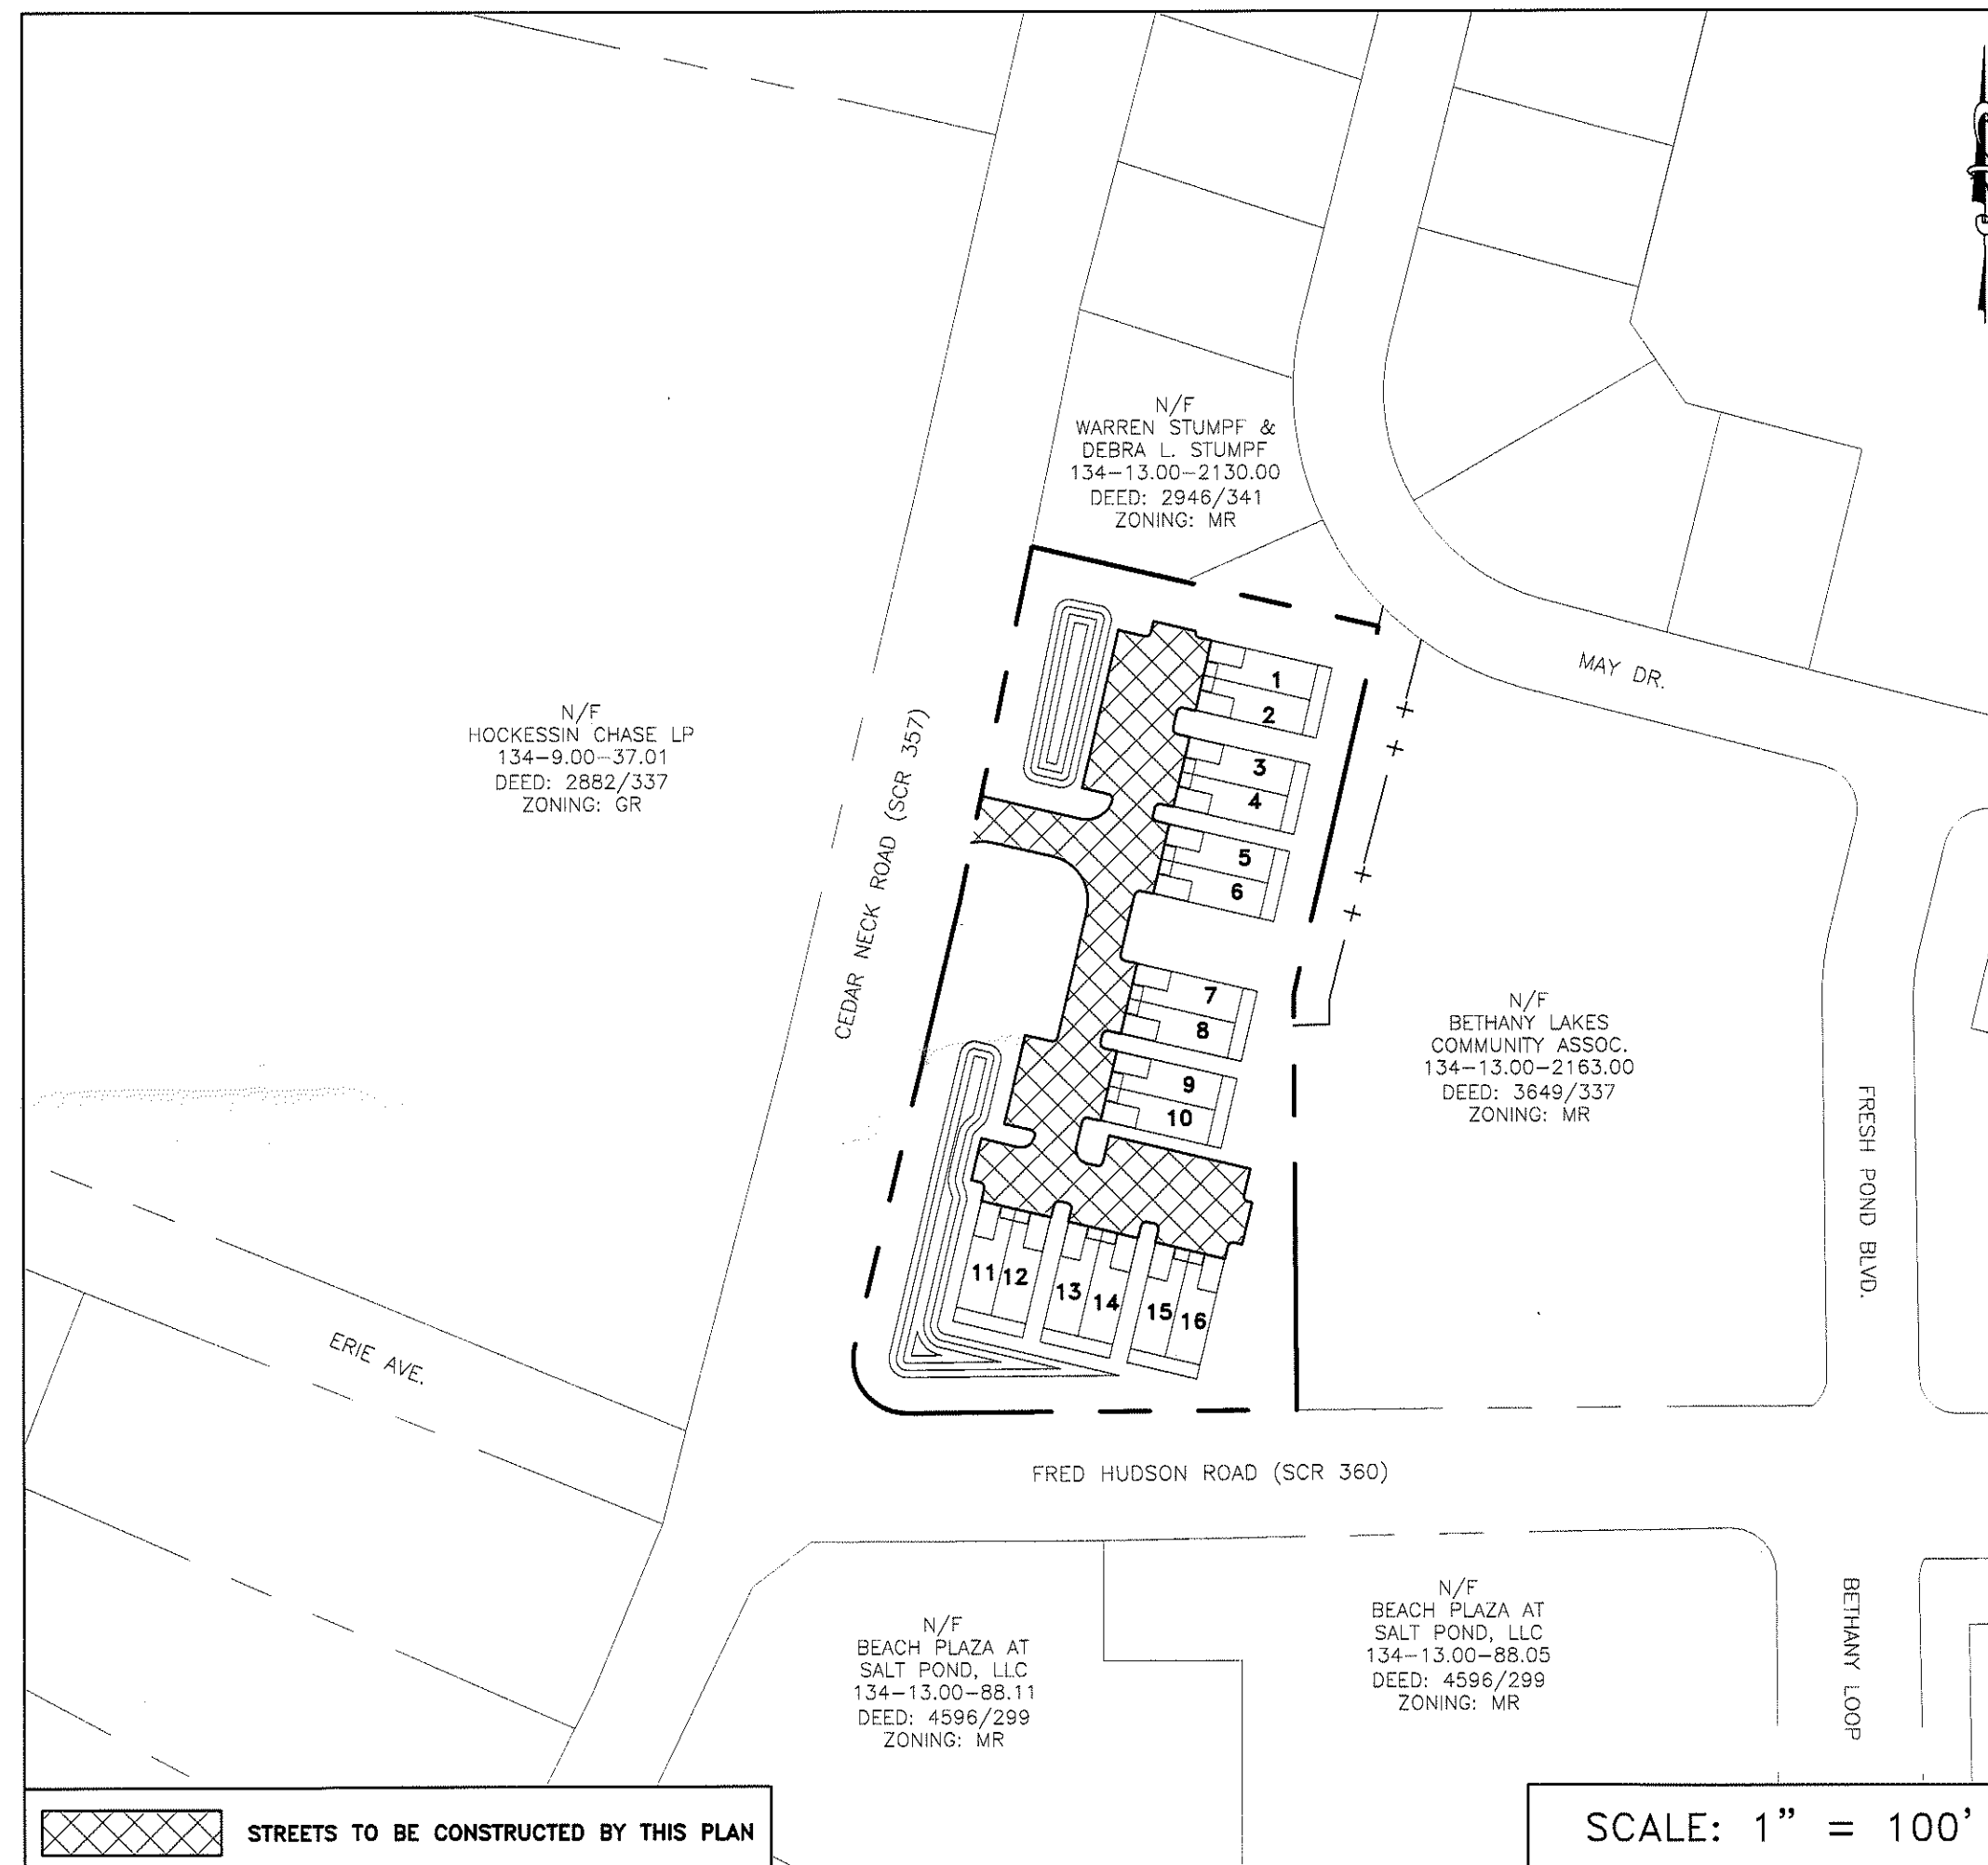 N/F
WARREN STUMPF &
DEBRA L. STUMPF
134-13.00-2130.00
DEED: 2946/341
ZONING: MR
MAY DR.
N/F
HOCKESSIN CHASE LP
134-9.00-37.01
DEED: 2882/337
ZONING: GR
CEDAR NECK ROAD (SCR 357)
1
2
3
4
5
6
7
8
9
10
11
12
13
14
15
16
N/F
BETHANY LAKES
COMMUNITY ASSOC.
134-13.00-2163.00
DEED: 3649/337
ZONING: MR
FRESH POND BLVD.
ERIE AVE.
FRED HUDSON ROAD (SCR 360)
N/F
BEACH PLAZA AT
SALT POND, LLC
134-13.00-88.11
DEED: 4596/299
ZONING: MR
N/F
BEACH PLAZA AT
SALT POND, LLC
134-13.00-88.05
DEED: 4596/299
ZONING: MR
BETHANY LOOP
STREETS TO BE CONSTRUCTED BY THIS PLAN
SCALE: 1" = 100'